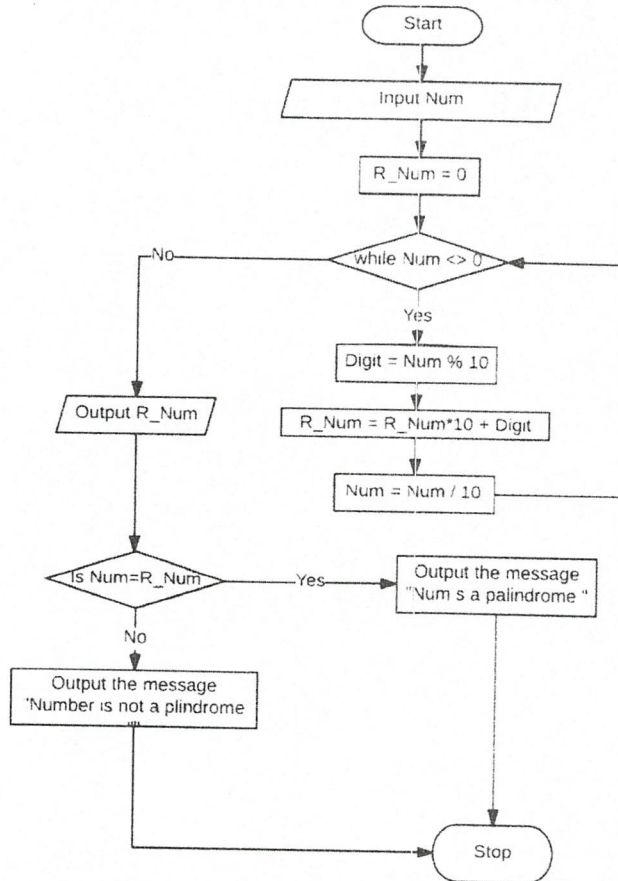 Start
Input Num
R_Num = 0
while Num <> 0
No
Yes
Digit = Num % 10
Output R_Num
R_Num = R_Num*10 + Digit
Num = Num / 10
Is Num=R_Num
Yes
Output the message
"Num s a palindrome "
No
Output the message
"Number is not a plindrome
Stop